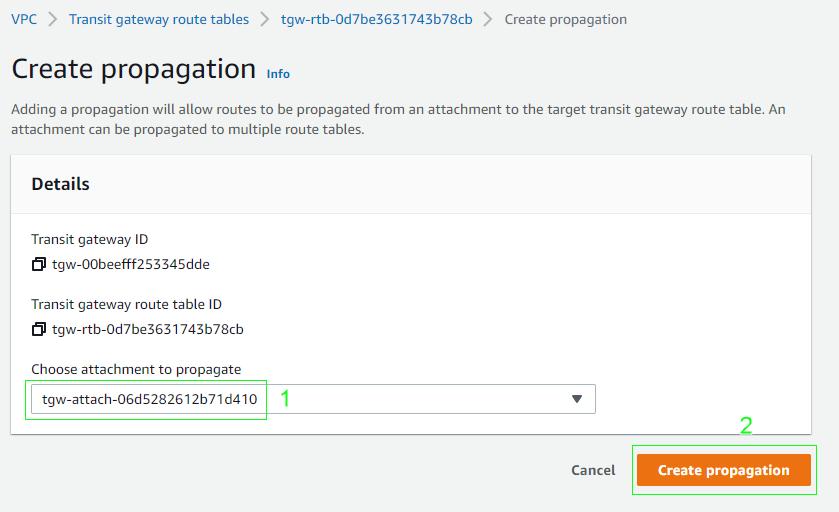 VPC > Transit gateway route tables > tgw-rtb-0d7be3631743b78cb > Create propagation
Create propagation Info
Adding a propagation will allow routes to be propagated from an attachment to the target transit gateway route table. An
attachment can be propagated to multiple route tables.
Details
Transit gateway ID
tgw-00beefff253345dde
Transit gateway route table ID
tgw-rtb-0d7be3631743b78cb
Choose attachment to propagate
tgw-attach-06d5282612b71d410 1
2
Cancel Create propagation